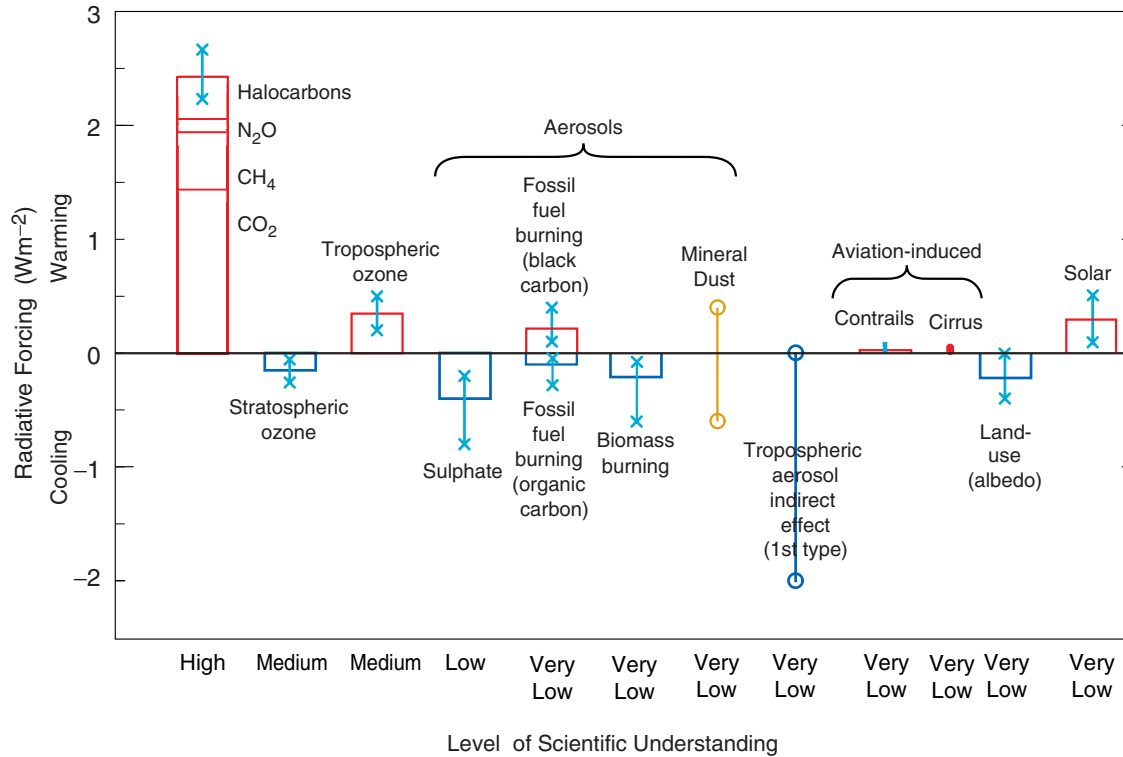 3
2
1
0
−1
−2
Radiative Forcing (Wm−2)
Warming
Cooling
Halocarbons
N2O
CH4
CO2
Stratospheric
ozone
Tropospheric
ozone
Aerosols
Sulphate
Fossil
fuel
burning
(black
carbon)
Fossil
fuel
burning
(organic
carbon)
Biomass
burning
Mineral
Dust
Tropospheric
aerosol
indirect
effect
(1st type)
Aviation-induced
Contrails
Cirrus
Land-
use
(albedo)
Solar
High
Medium
Medium
Low
Very
Low
Very
Low
Very
Low
Very
Low
Very
Low
Very
Low
Very
Low
Very
Low
Level of Scientific Understanding